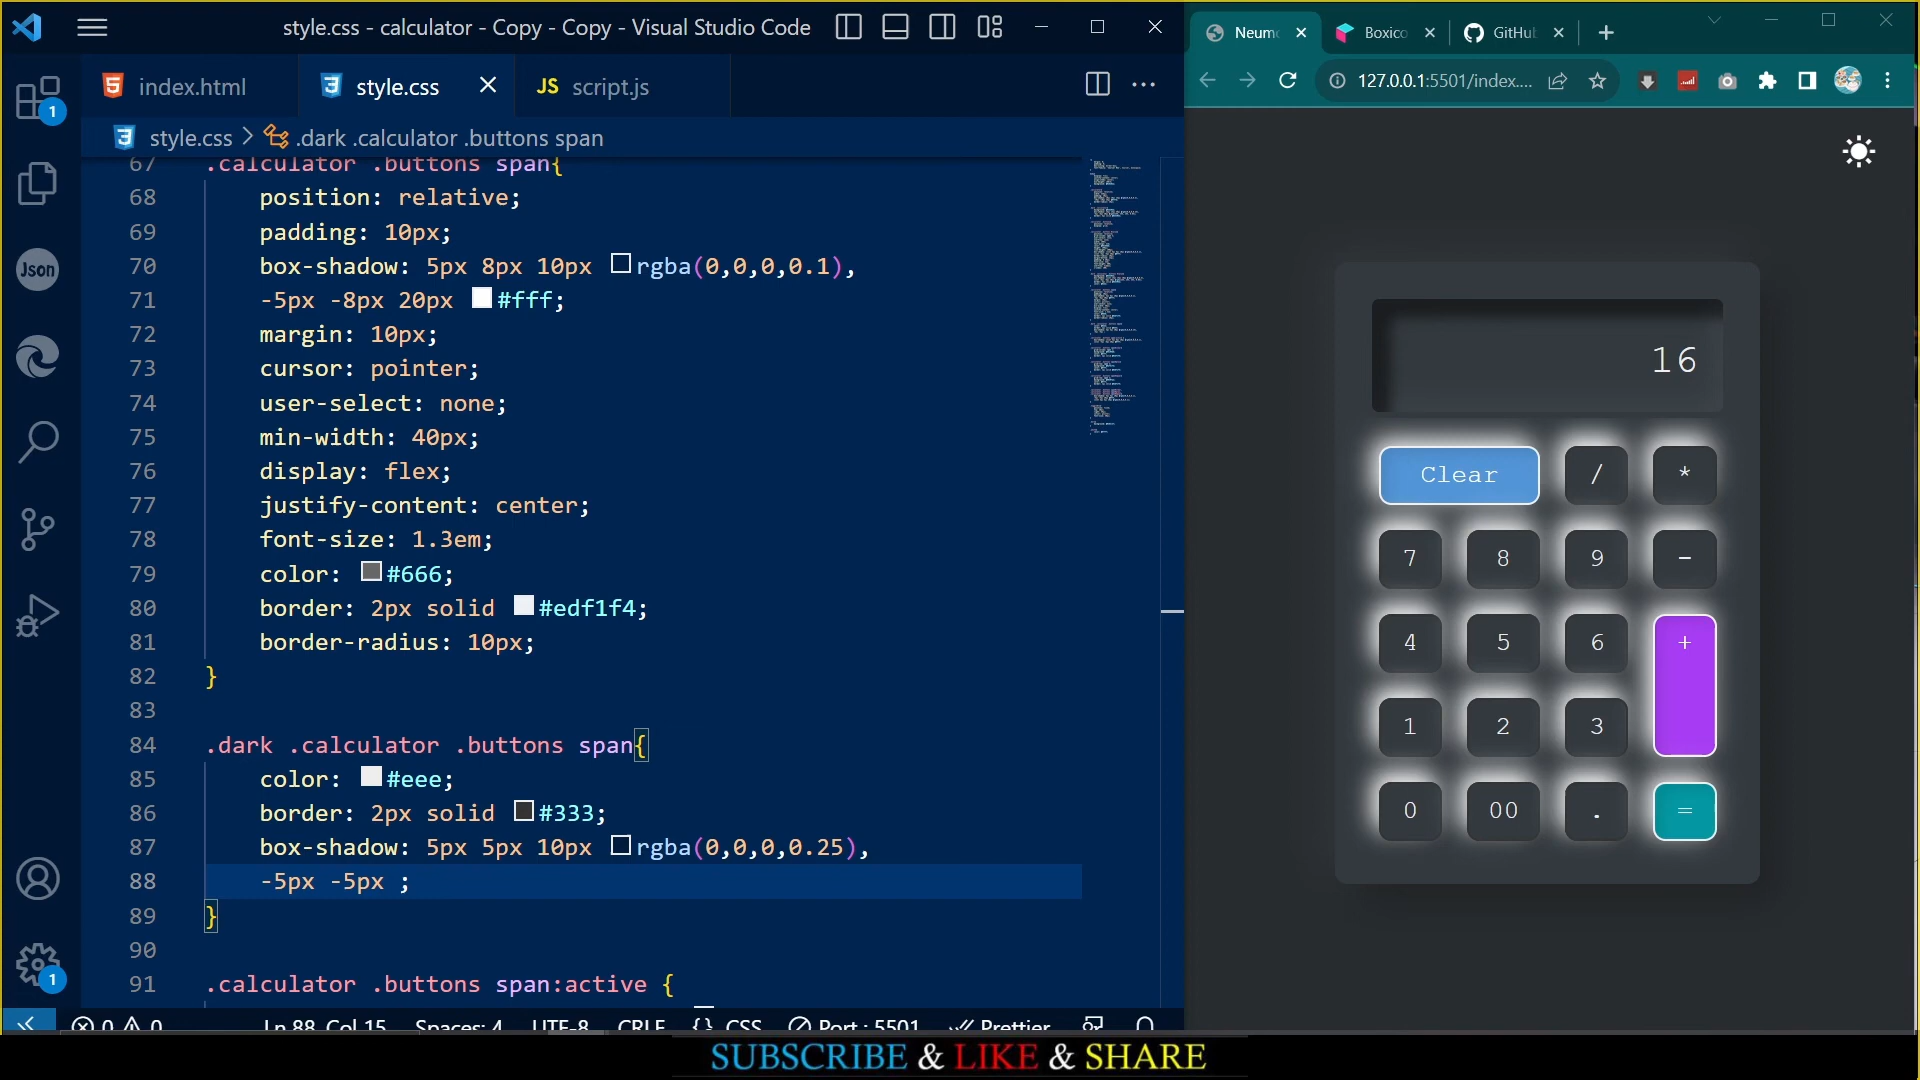 style.css - calculator - Copy - Copy - Visual Studio Code
index.html
style.css
JS script.js
style.css > .dark .calculator .buttons span
67 .calculator .buttons span{
68 position: relative;
69 padding: 10px;
70 box-shadow: 5px 8px 10px rgba(0,0,0,0.1),
71 -5px -8px 20px #fff;
72 margin: 10px;
73 cursor: pointer;
74 user-select: none;
75 min-width: 40px;
76 display: flex;
77 justify-content: center;
78 font-size: 1.3em;
79 color: #666;
80 border: 2px solid #edf1f4;
81 border-radius: 10px;
82 }
83
84 .dark .calculator .buttons span{
85 color: #eee;
86 border: 2px solid #333;
87 box-shadow: 5px 5px 10px rgba(0,0,0,0.25),
88 -5px -5px ;
89 }
90
91 .calculator .buttons span:active {
1
Json
1
0 0 Ln 88, Col 15 Spaces: 4 UTF-8 CRLF {} CSS Port : 5501 Prettier
Neum
Boxico
GitHu
127.0.0.1:5501/index....
16
Clear / *
7 8 9 -
4 5 6 +
1 2 3
0 00 . =
SUBSCRIBE & LIKE & SHARE